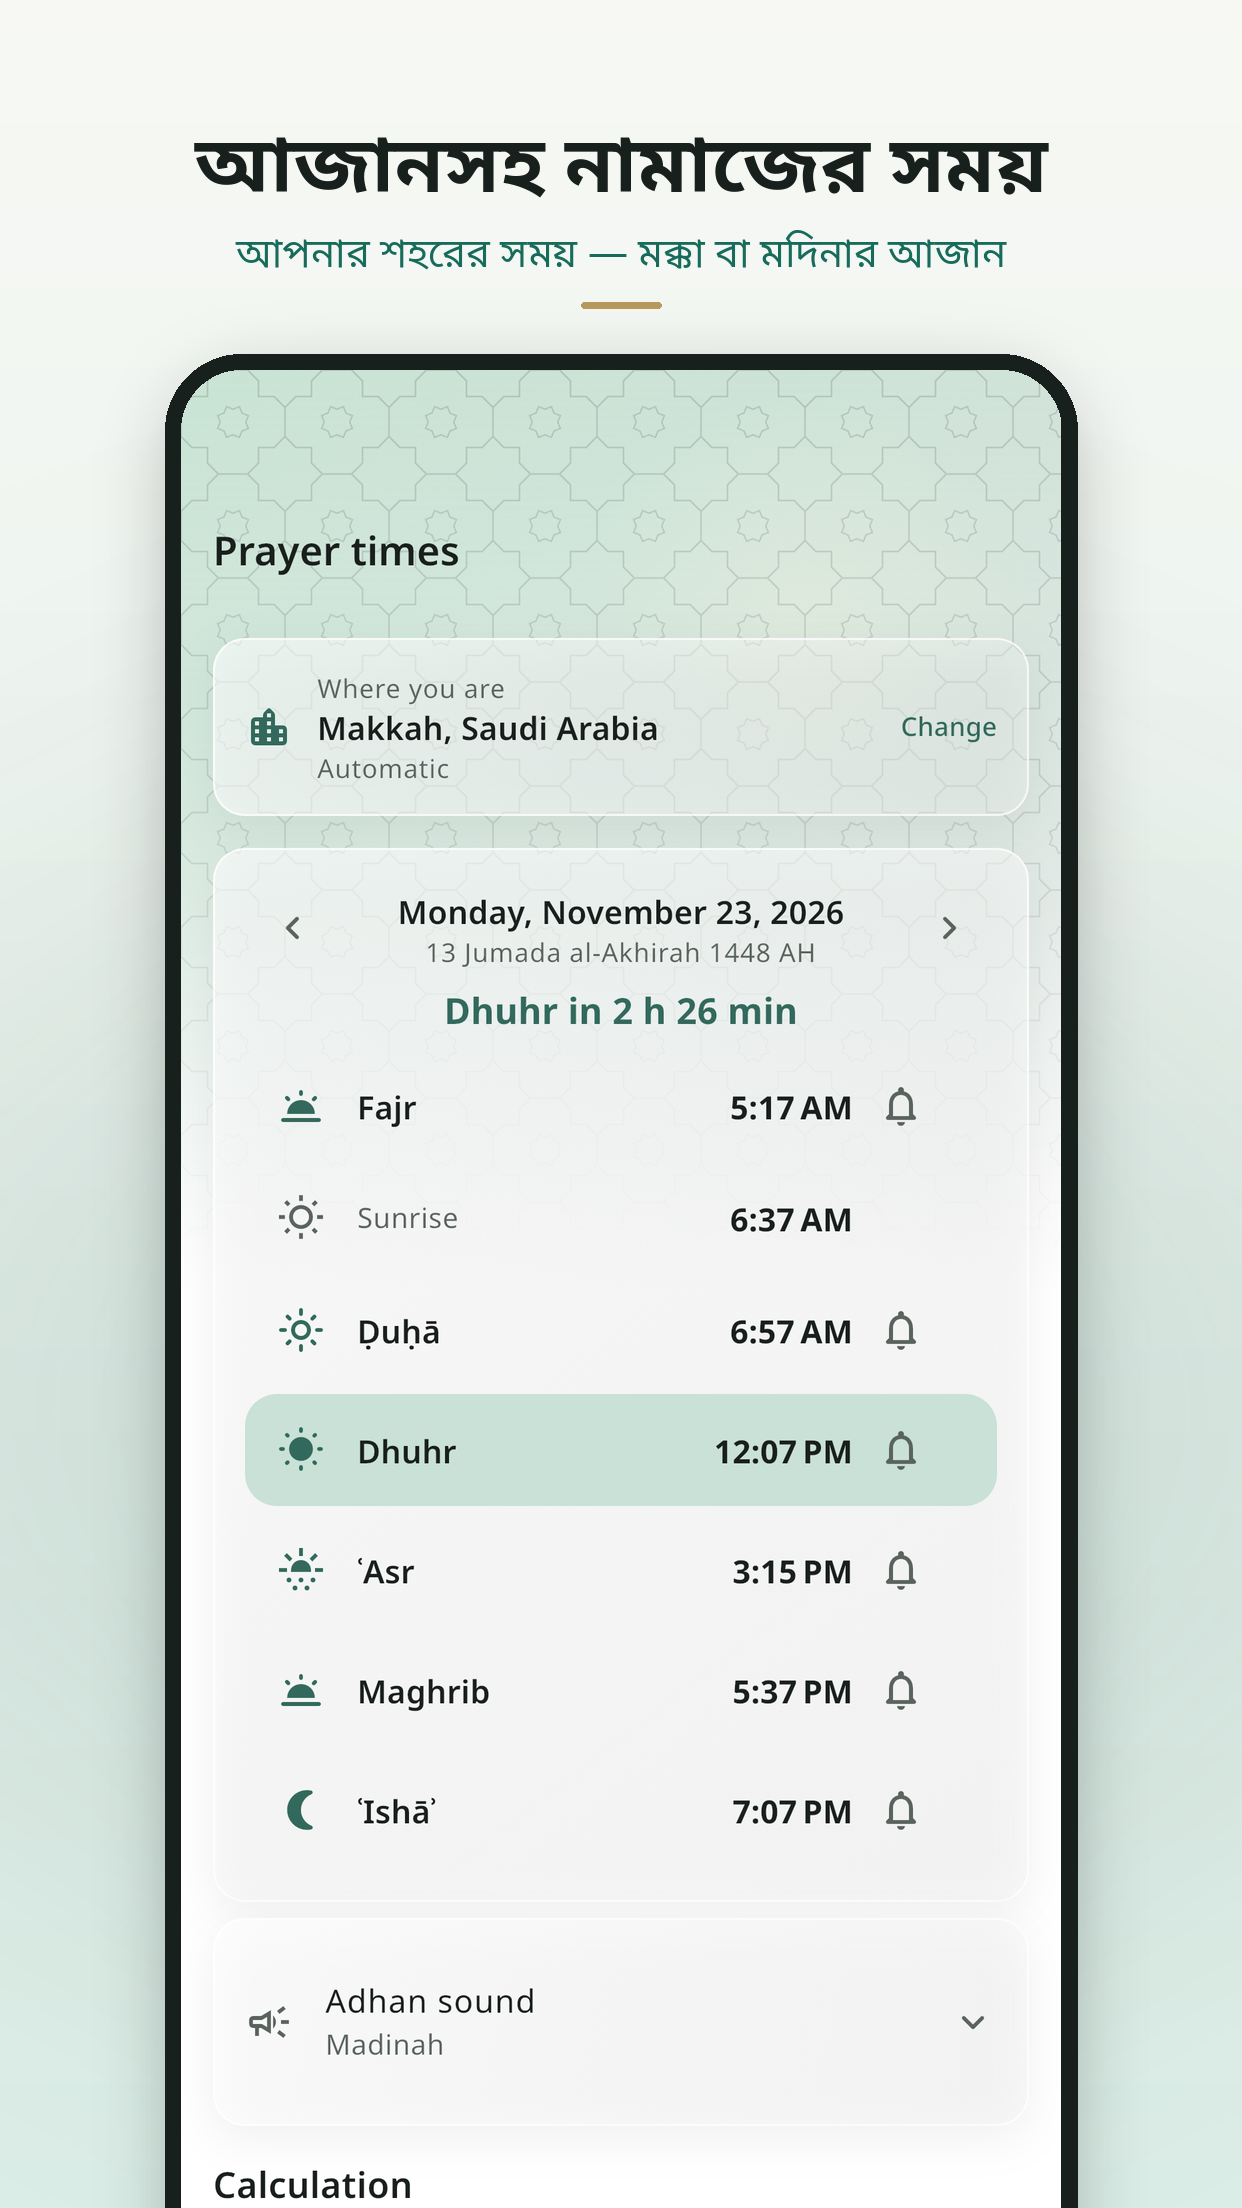 আজানসহ নামাজের সময়
আপনার শহরের সময় — মক্কা বা মদিনার আজান
Prayer times
Where you are
Makkah, Saudi Arabia
Automatic
Change
Monday, November 23, 2026
13 Jumada al-Akhirah 1448 AH
Dhuhr in 2 h 26 min
Fajr 5:17 AM
Sunrise 6:37 AM
Ḍuḥā 6:57 AM
Dhuhr 12:07 PM
ʿAsr 3:15 PM
Maghrib 5:37 PM
ʿIshāʾ 7:07 PM
Adhan sound
Madinah
Calculation